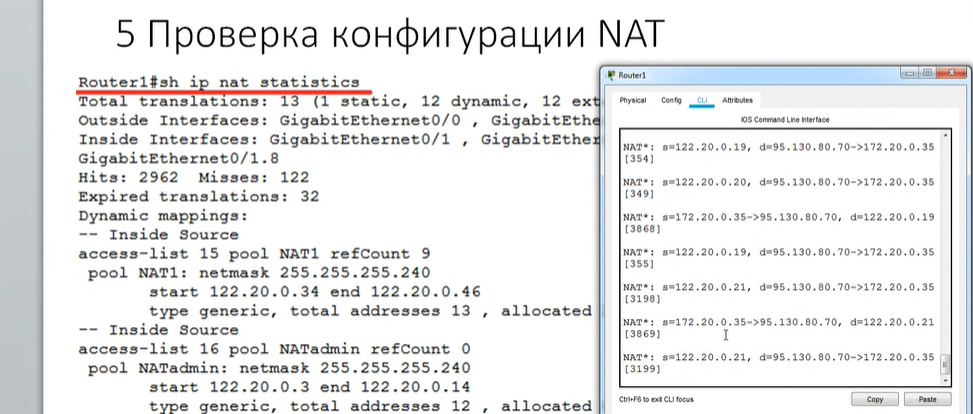 5 Проверка конфигурации NAT
Router1#sh ip nat statistics
Total translations: 13 (1 static, 12 dynamic, 12 ext
Outside Interfaces: GigabitEthernet0/0 , GigabitEthe
Inside Interfaces: GigabitEthernet0/1 , GigabitEther
GigabitEthernet0/1.8
Hits: 2962 Misses: 122
Expired translations: 32
Dynamic mappings:
-- Inside Source
access-list 15 pool NAT1 refCount 9
pool NAT1: netmask 255.255.255.240
start 122.20.0.34 end 122.20.0.46
type generic, total addresses 13 , allocated
-- Inside Source
access-list 16 pool NATadmin refCount 0
pool NATadmin: netmask 255.255.255.240
start 122.20.0.3 end 122.20.0.14
type generic, total addresses 12 , allocated
Router1
Physical Config CLI Attributes
IOS Command Line Interface
NAT*: s=122.20.0.19, d=95.130.80.70->172.20.0.35
[354]
NAT*: s=122.20.0.20, d=95.130.80.70->172.20.0.35
[349]
NAT*: s=172.20.0.35->95.130.80.70, d=122.20.0.19
[3868]
NAT*: s=122.20.0.19, d=95.130.80.70->172.20.0.35
[355]
NAT*: s=122.20.0.21, d=95.130.80.70->172.20.0.35
[3198]
NAT*: s=172.20.0.35->95.130.80.70, d=122.20.0.21
[3869]
NAT*: s=122.20.0.21, d=95.130.80.70->172.20.0.35
[3199]
Ctrl+F6 to exit CLI focus
Copy Paste